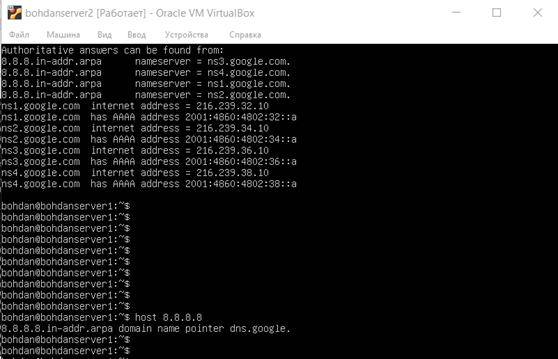 bohdanserver2 [Работает] - Oracle VM VirtualBox
Файл Машина Вид Ввод Устройства Справка
Authoritative answers can be found from:
8.8.8.in-addr.arpa nameserver = ns3.google.com.
8.8.8.in-addr.arpa nameserver = ns4.google.com.
8.8.8.in-addr.arpa nameserver = ns1.google.com.
8.8.8.in-addr.arpa nameserver = ns2.google.com.
ns1.google.com internet address = 216.239.32.10
ns1.google.com has AAAA address 2001:4860:4802:32::a
ns2.google.com internet address = 216.239.34.10
ns2.google.com has AAAA address 2001:4860:4802:34::a
ns3.google.com internet address = 216.239.36.10
ns3.google.com has AAAA address 2001:4860:4802:36::a
ns4.google.com internet address = 216.239.38.10
ns4.google.com has AAAA address 2001:4860:4802:38::a
bohdan@bohdanserver1:~$
bohdan@bohdanserver1:~$
bohdan@bohdanserver1:~$
bohdan@bohdanserver1:~$
bohdan@bohdanserver1:~$
bohdan@bohdanserver1:~$
bohdan@bohdanserver1:~$
bohdan@bohdanserver1:~$
bohdan@bohdanserver1:~$
bohdan@bohdanserver1:~$ host 8.8.8.8
8.8.8.8.in-addr.arpa domain name pointer dns.google.
bohdan@bohdanserver1:~$
bohdan@bohdanserver1:~$